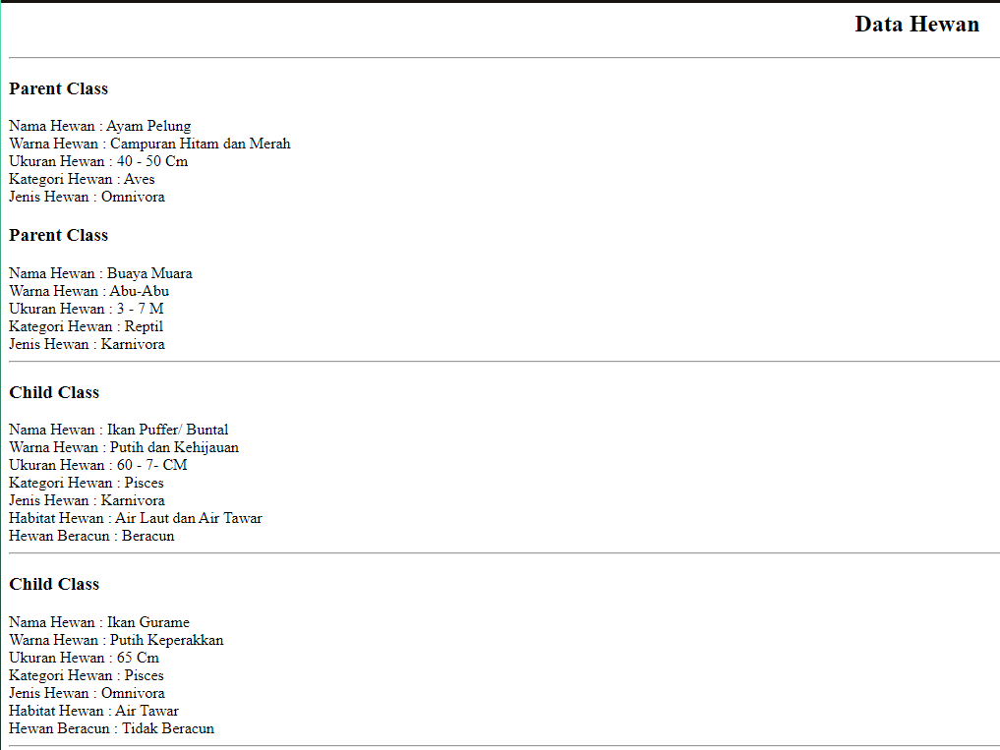 Data Hewan
Parent Class
Nama Hewan : Ayam Pelung
Warna Hewan : Campuran Hitam dan Merah
Ukuran Hewan : 40 - 50 Cm
Kategori Hewan : Aves
Jenis Hewan : Omnivora
Parent Class
Nama Hewan : Buaya Muara
Warna Hewan : Abu-Abu
Ukuran Hewan : 3 - 7 M
Kategori Hewan : Reptil
Jenis Hewan : Karnivora
Child Class
Nama Hewan : Ikan Puffer/ Buntal
Warna Hewan : Putih dan Kehijauan
Ukuran Hewan : 60 - 7- CM
Kategori Hewan : Pisces
Jenis Hewan : Karnivora
Habitat Hewan : Air Laut dan Air Tawar
Hewan Beracun : Beracun
Child Class
Nama Hewan : Ikan Gurame
Warna Hewan : Putih Keperakkan
Ukuran Hewan : 65 Cm
Kategori Hewan : Pisces
Jenis Hewan : Omnivora
Habitat Hewan : Air Tawar
Hewan Beracun : Tidak Beracun